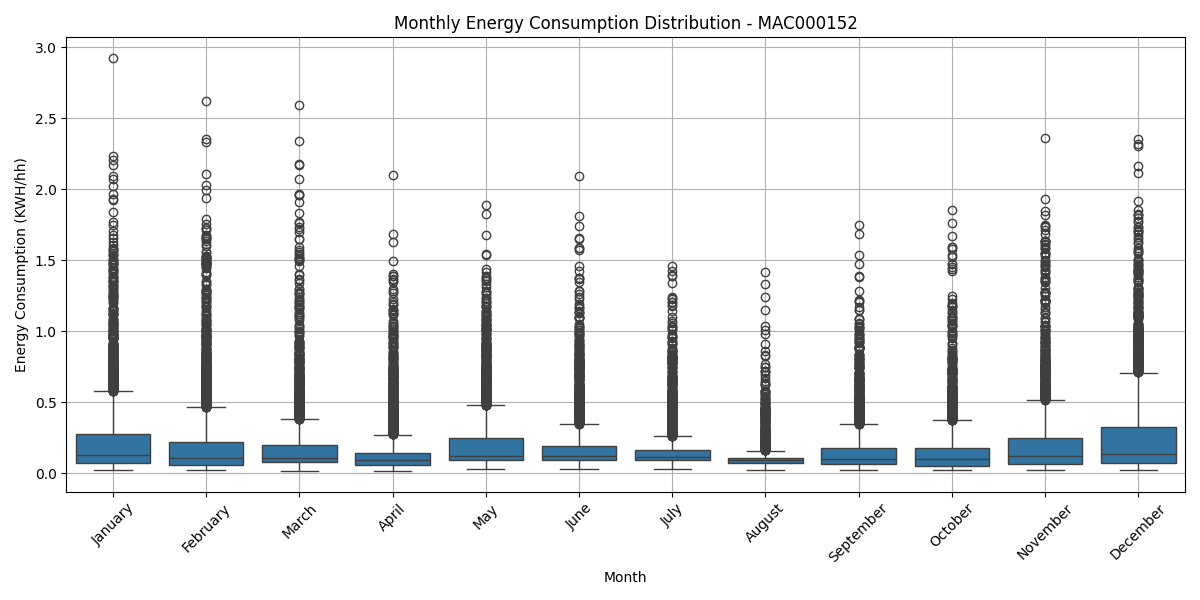 Monthly Energy Consumption Distribution - MAC000152
Energy Consumption (KWH/hh)
3.0
2.5
2.0
1.5
1.0
0.5
0.0
January
February
March
April
May
June
July
August
September
October
November
December
Month